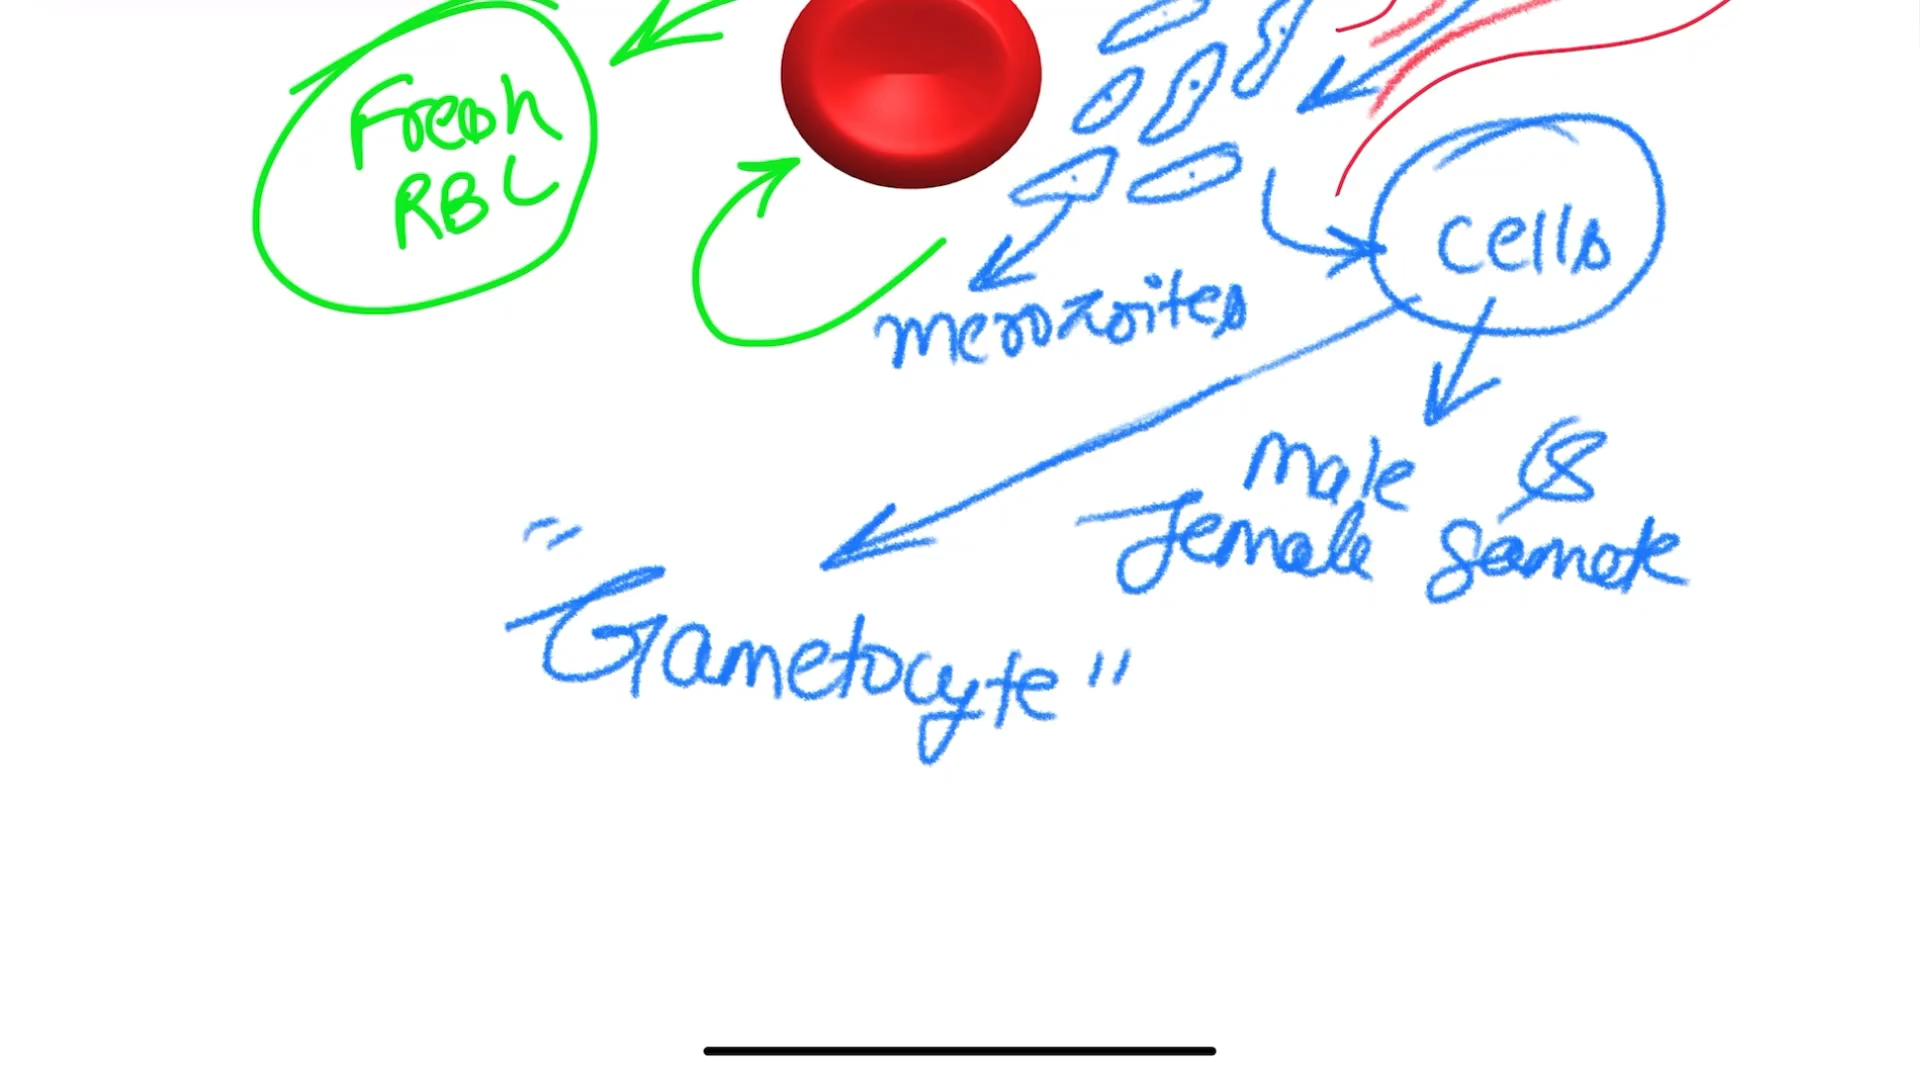 Fresh
RBC
cells
merozoites
male &
female gamete
"Gametocyte"